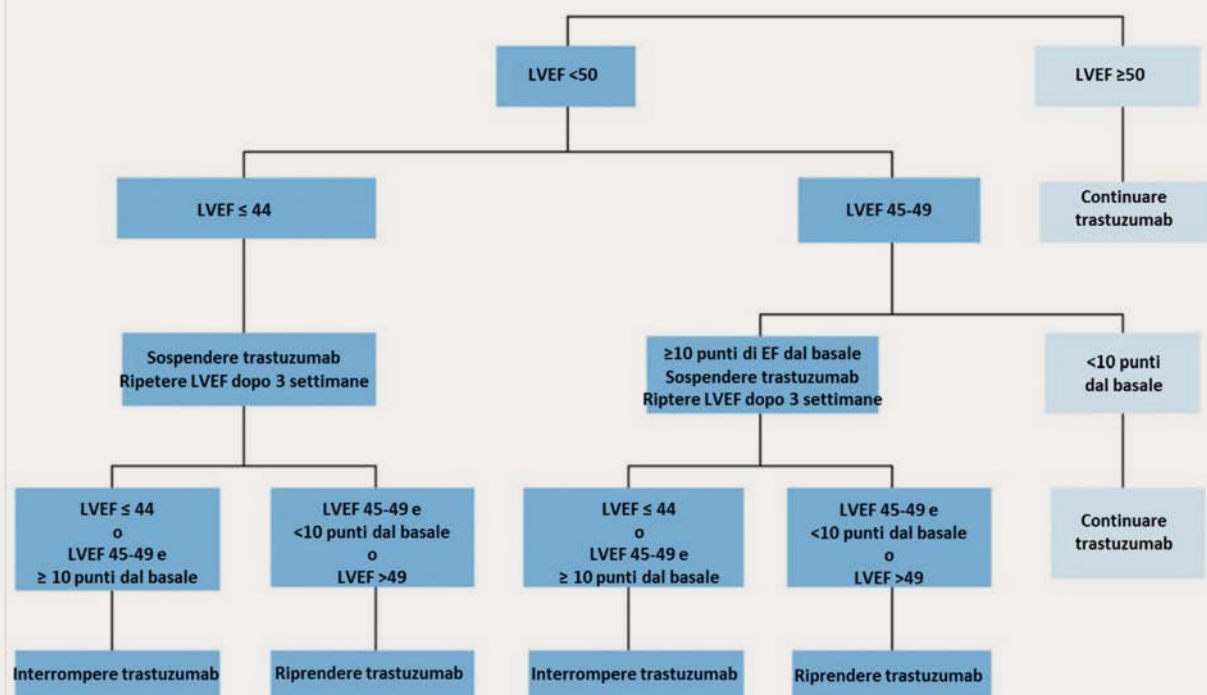 LVEF <50
LVEF ≥50
LVEF ≤ 44
LVEF 45-49
Continuare
trastuzumab
Sospendere trastuzumab
Ripetere LVEF dopo 3 settimane
≥10 punti di EF dal basale
Sospendere trastuzumab
Riptere LVEF dopo 3 settimane
<10 punti
dal basale
LVEF ≤ 44
o
LVEF 45-49 e
≥ 10 punti dal basale
LVEF 45-49 e
<10 punti dal basale
o
LVEF >49
LVEF ≤ 44
o
LVEF 45-49 e
≥ 10 punti dal basale
LVEF 45-49 e
<10 punti dal basale
o
LVEF >49
Continuare
trastuzumab
Interrompere trastuzumab
Riprendere trastuzumab
Interrompere trastuzumab
Riprendere trastuzumab